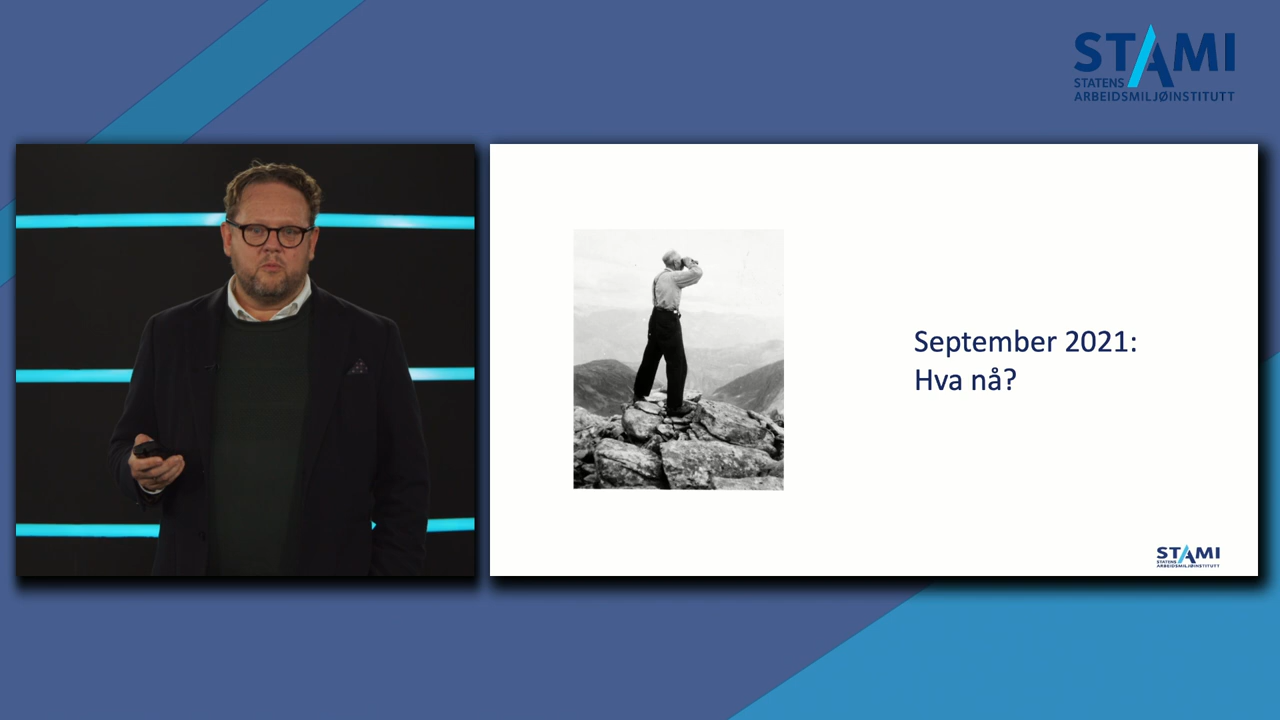 STAMI
STATENS
ARBEIDSMILJØINSTITUTT
September 2021:
Hva nå?
STAMI
STATENS
ARBEIDSMILJØINSTITUTT